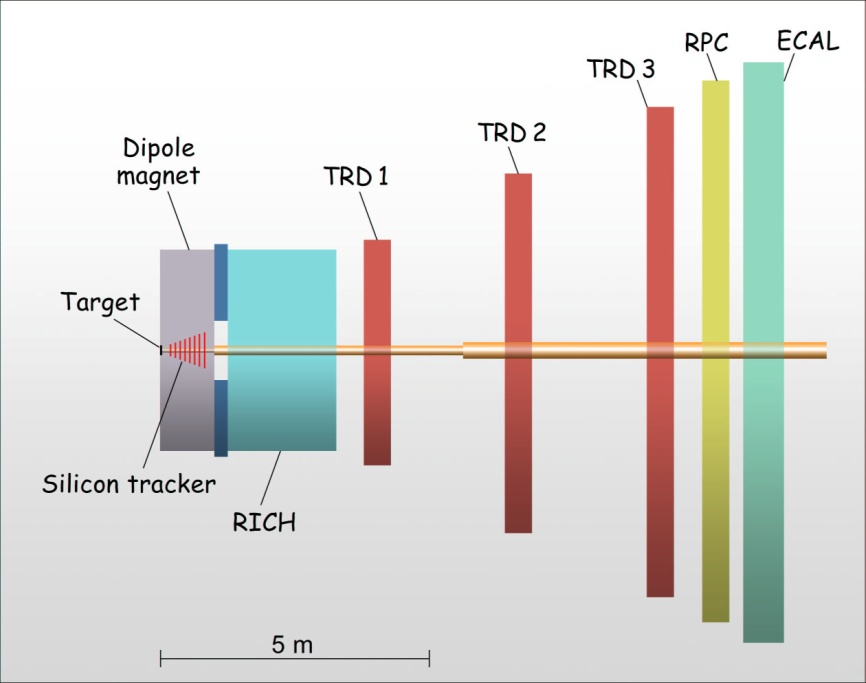 RPC
ECAL
TRD 3
TRD 2
Dipole
magnet
TRD 1
Target
Silicon tracker
RICH
5 m